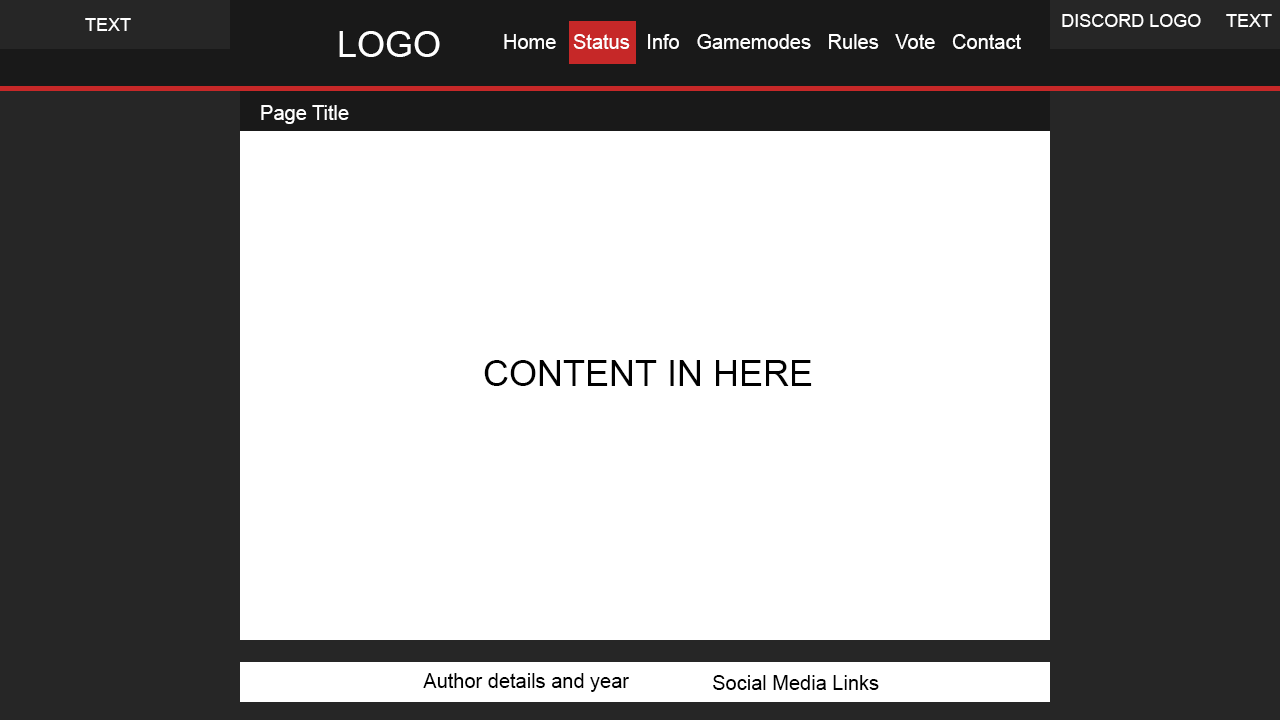 TEXT
LOGO
Home Status Info Gamemodes Rules Vote Contact
DISCORD LOGO TEXT
Page Title
CONTENT IN HERE
Author details and year
Social Media Links